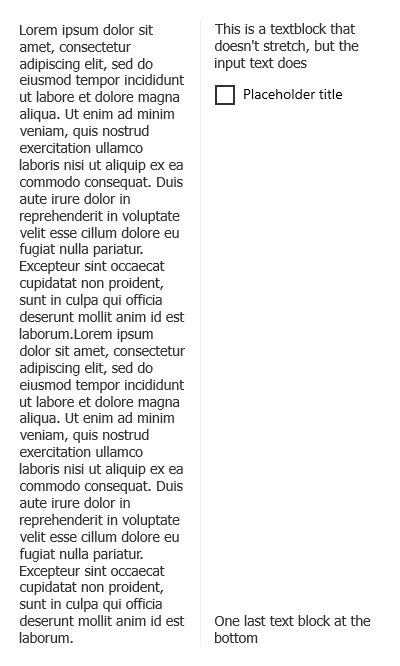 Lorem ipsum dolor sit
amet, consectetur
adipiscing elit, sed do
eiusmod tempor incididunt
ut labore et dolore magna
aliqua. Ut enim ad minim
veniam, quis nostrud
exercitation ullamco
laboris nisi ut aliquip ex ea
commodo consequat. Duis
aute irure dolor in
reprehenderit in voluptate
velit esse cillum dolore eu
fugiat nulla pariatur.
Excepteur sint occaecat
cupidatat non proident,
sunt in culpa qui officia
deserunt mollit anim id est
laborum.Lorem ipsum
dolor sit amet, consectetur
adipiscing elit, sed do
eiusmod tempor incididunt
ut labore et dolore magna
aliqua. Ut enim ad minim
veniam, quis nostrud
exercitation ullamco
laboris nisi ut aliquip ex ea
commodo consequat. Duis
aute irure dolor in
reprehenderit in voluptate
velit esse cillum dolore eu
fugiat nulla pariatur.
Excepteur sint occaecat
cupidatat non proident,
sunt in culpa qui officia
deserunt mollit anim id est
laborum.
This is a textblock that
doesn't stretch, but the
input text does
Placeholder title
One last text block at the
bottom